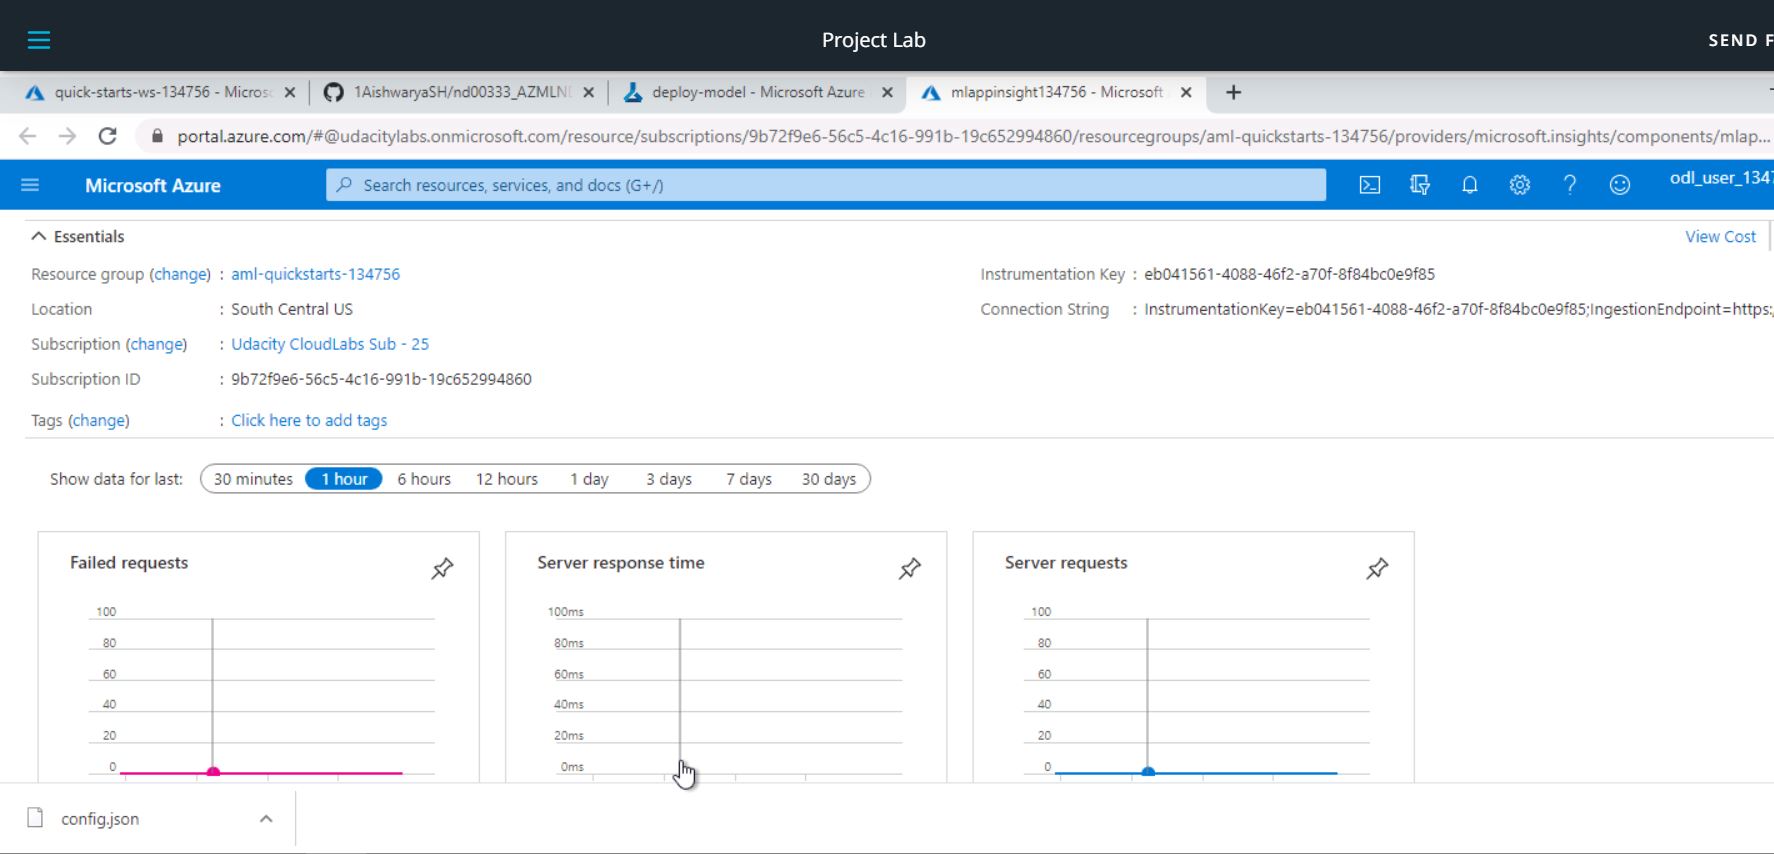 Project Lab
SEND F
quick-starts-ws-134756 - Micros
1AishwaryaSH/nd00333_AZMLND
deploy-model - Microsoft Azure
mlappinsight134756 - Microsoft
portal.azure.com/#@udacitylabs.onmicrosoft.com/resource/subscriptions/9b72f9e6-56c5-4c16-991b-19c652994860/resourcegroups/aml-quickstarts-134756/providers/microsoft.insights/components/mlap...
Microsoft Azure
Search resources, services, and docs (G+/)
odl_user_134
Essentials
View Cost
Resource group (change) : aml-quickstarts-134756
Instrumentation Key : eb041561-4088-46f2-a70f-8f84bc0e9f85
Location : South Central US
Connection String : InstrumentationKey=eb041561-4088-46f2-a70f-8f84bc0e9f85;IngestionEndpoint=https:
Subscription (change) : Udacity CloudLabs Sub - 25
Subscription ID : 9b72f9e6-56c5-4c16-991b-19c652994860
Tags (change) : Click here to add tags
Show data for last: 30 minutes 1 hour 6 hours 12 hours 1 day 3 days 7 days 30 days
Failed requests
100
80
60
40
20
0
Server response time
100ms
80ms
60ms
40ms
20ms
0ms
Server requests
100
80
60
40
20
0
config.json